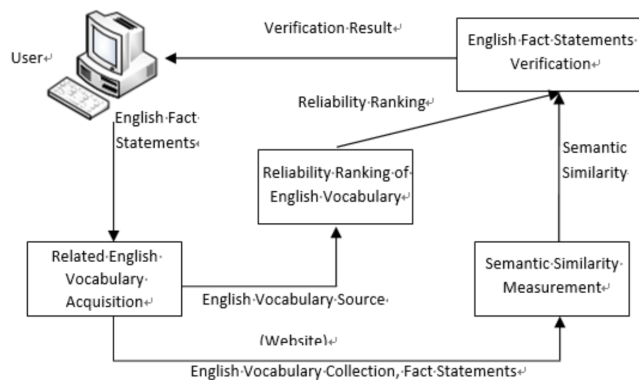 Verification Result
English Fact Statements
Verification
User
Reliability Ranking
English Fact
Statements
Semantic
Similarity
Reliability Ranking of
English Vocabulary
Related English
Vocabulary
Acquisition
Semantic Similarity
Measurement
English Vocabulary Source
(Website)
English Vocabulary Collection, Fact Statements